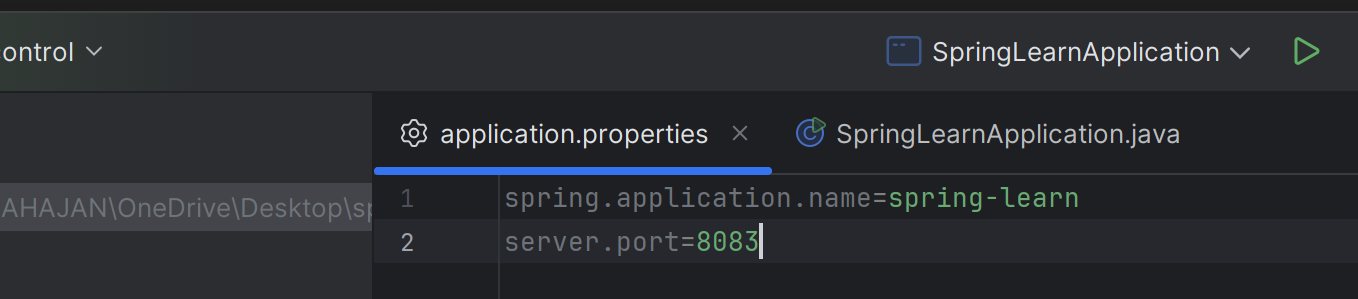 ontrol
SpringLearnApplication
application.properties
SpringLearnApplication.java
AHAJAN\OneDrive\Desktop\sp
1 spring.application.name=spring-learn
2 server.port=8083